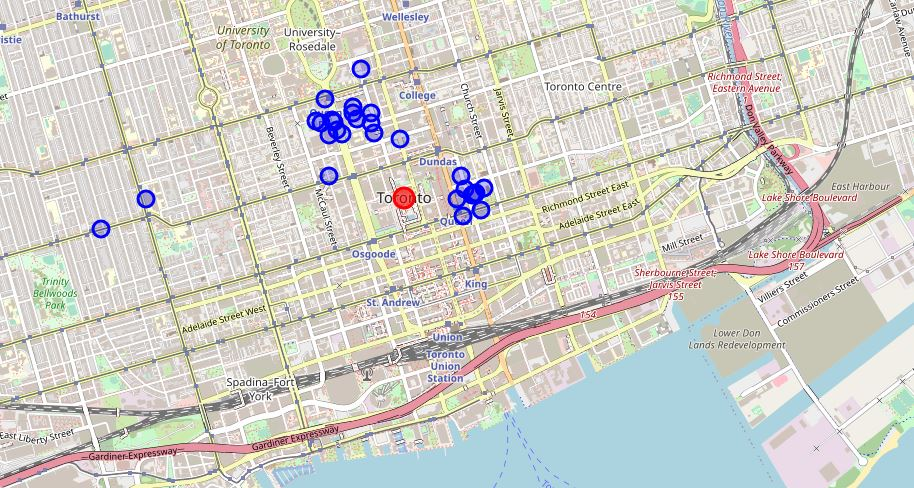 Bathurst
Wellesley
University
of Toronto
University–
Rosedale
ristie
Richmond Street;
Eastern Avenue
Toronto Centre
College
Church Street
Jarvis Street
Don Valley Parkway
Beverley Street
Dundas
McCaul Street
Toronto
Richmond Street East
Adelaide Street East
East Harbour
Lake Shore Boulevard
Osgoode
Mill Street
Lake Shore Boulevard
157
Trinity
Bellwoods
Park
King
Sherbourne Street;
Jarvis Street
155
Villiers Street
Commissioners Street
St. Andrew
Adelaide Street West
154
Union
Lower Don
Lands Redevelopment
Toronto
Union
Station
Spadina–Fort
York
East Liberty Street
Gardiner Expressway
Gardiner Expressway